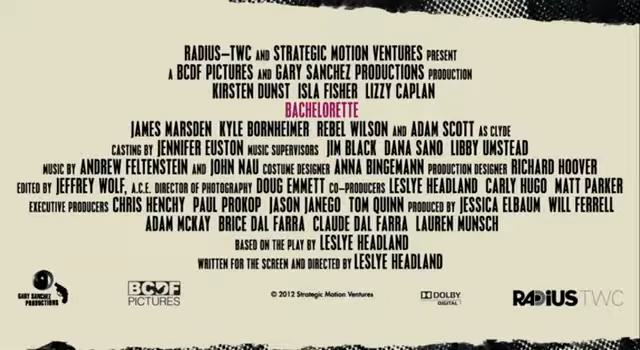 RADIUS–TWC AND STRATEGIC MOTION VENTURES PRESENT
A BCDF PICTURES AND GARY SANCHEZ PRODUCTIONS PRODUCTION
KIRSTEN DUNST ISLA FISHER LIZZY CAPLAN
BACHELORETTE
JAMES MARSDEN KYLE BORNHEIMER REBEL WILSON AND ADAM SCOTT AS CLYDE
CASTING BY JENNIFER EUSTON MUSIC SUPERVISORS JIM BLACK DANA SANO LIBBY UMSTEAD
MUSIC BY ANDREW FELTENSTEIN AND JOHN NAU COSTUME DESIGNER ANNA BINGEMANN PRODUCTION DESIGNER RICHARD HOOVER
EDITED BY JEFFREY WOLF, A.C.E. DIRECTOR OF PHOTOGRAPHY DOUG EMMETT CO–PRODUCERS LESLYE HEADLAND CARLY HUGO MATT PARKER
EXECUTIVE PRODUCERS CHRIS HENCHY PAUL PROKOP JASON JANEGO TOM QUINN PRODUCED BY JESSICA ELBAUM WILL FERRELL
ADAM MCKAY BRICE DAL FARRA CLAUDE DAL FARRA LAUREN MUNSCH
BASED ON THE PLAY BY LESLYE HEADLAND
WRITTEN FOR THE SCREEN AND DIRECTED BY LESLYE HEADLAND
GARY SANCHEZ
PRODUCTIONS
BCDF
PICTURES
© 2012 Strategic Motion Ventures
DOLBY
DIGITAL
RADiUS TWC